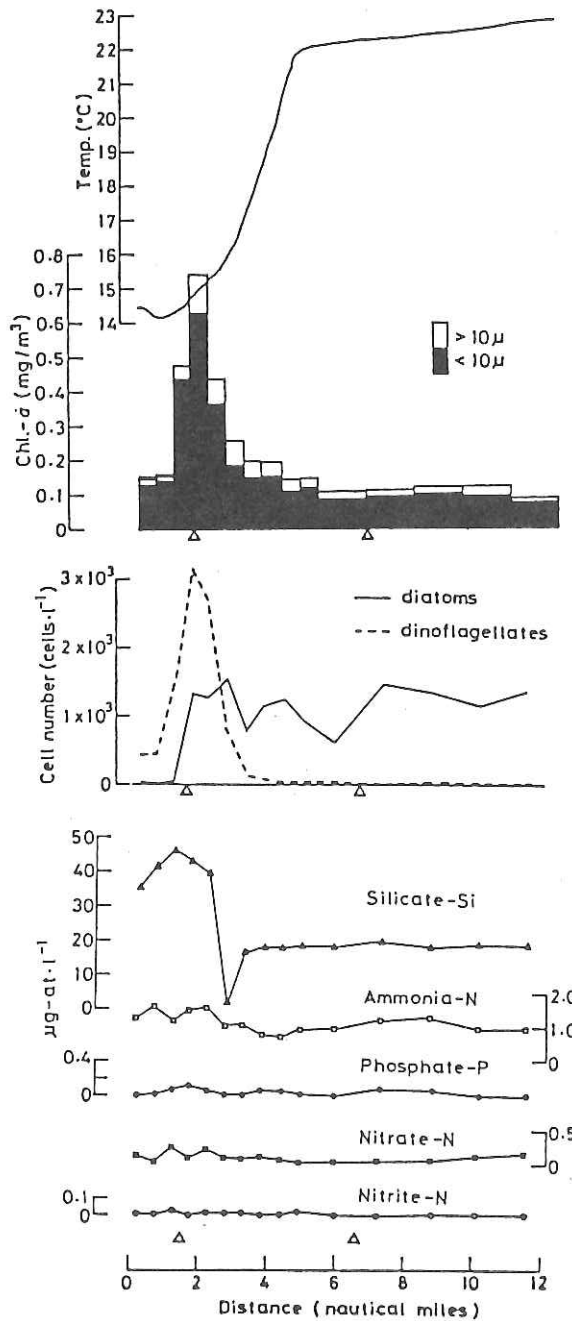 23
22
21
20
19
18
17
16
15
14
Temp. (°C)
0.8
0.7
0.6
0.5
0.4
0.3
0.2
0.1
0
Chl.-a (mg/m³)
> 10 µ
< 10 µ
3 x 10³
2 x 10³
1 x 10³
0
Cell number (cells·l⁻¹)
diatoms
dinoflagellates
50
40
30
20
10
0
µg-at·l⁻¹
Silicate-Si
Ammonia-N
2.0
1.0
0
0.4
0
Phosphate-P
Nitrate-N
0.5
0
0.1
0
Nitrite-N
0 2 4 6 8 10 12
Distance (nautical miles)